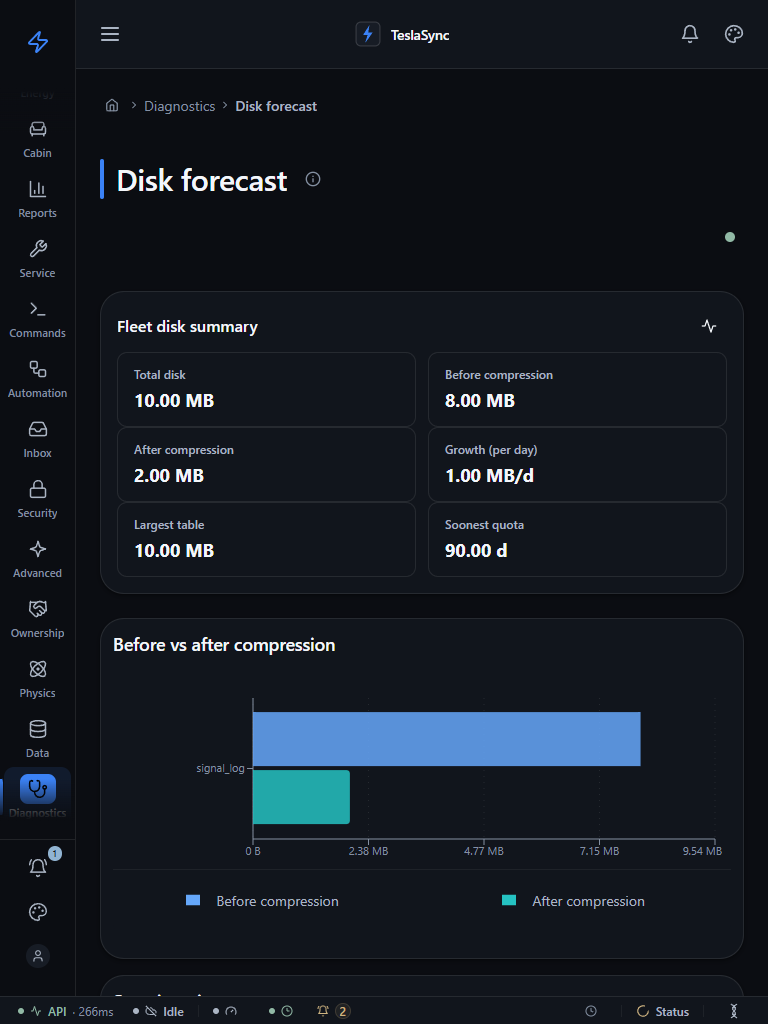 TeslaSync
Energy
Cabin
Reports
Service
Commands
Automation
Inbox
Security
Advanced
Ownership
Physics
Data
Diagnostics
1
Diagnostics
Disk forecast
Disk forecast
Fleet disk summary
Total disk
10.00 MB
Before compression
8.00 MB
After compression
2.00 MB
Growth (per day)
1.00 MB/d
Largest table
10.00 MB
Soonest quota
90.00 d
Before vs after compression
signal_log
0 B
2.38 MB
4.77 MB
7.15 MB
9.54 MB
Before compression
After compression
API · 266ms
Idle
2
Status